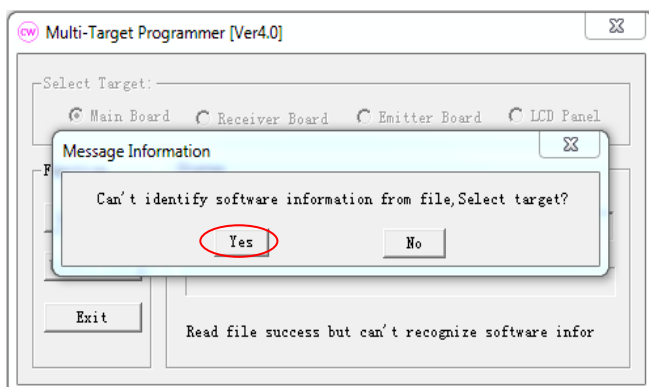 cw Multi-Target Programmer [Ver4.0]
Select Target:
Main Board Receiver Board Emitter Board LCD Panel
Message Information
Can't identify software information from file,Select target?
Yes No
Exit
Read file success but can't recognize software infor